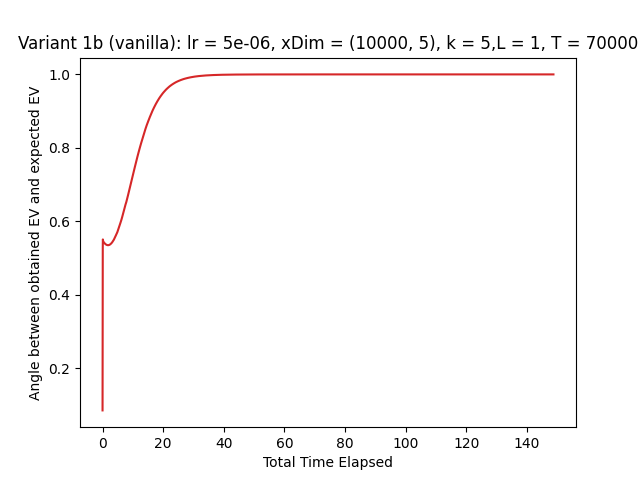 Variant 1b (vanilla): lr = 5e-06, xDim = (10000, 5), k = 5,L = 1, T = 70000
Angle between obtained EV and expected EV
1.0
0.8
0.6
0.4
0.2
0 20 40 60 80 100 120 140
Total Time Elapsed